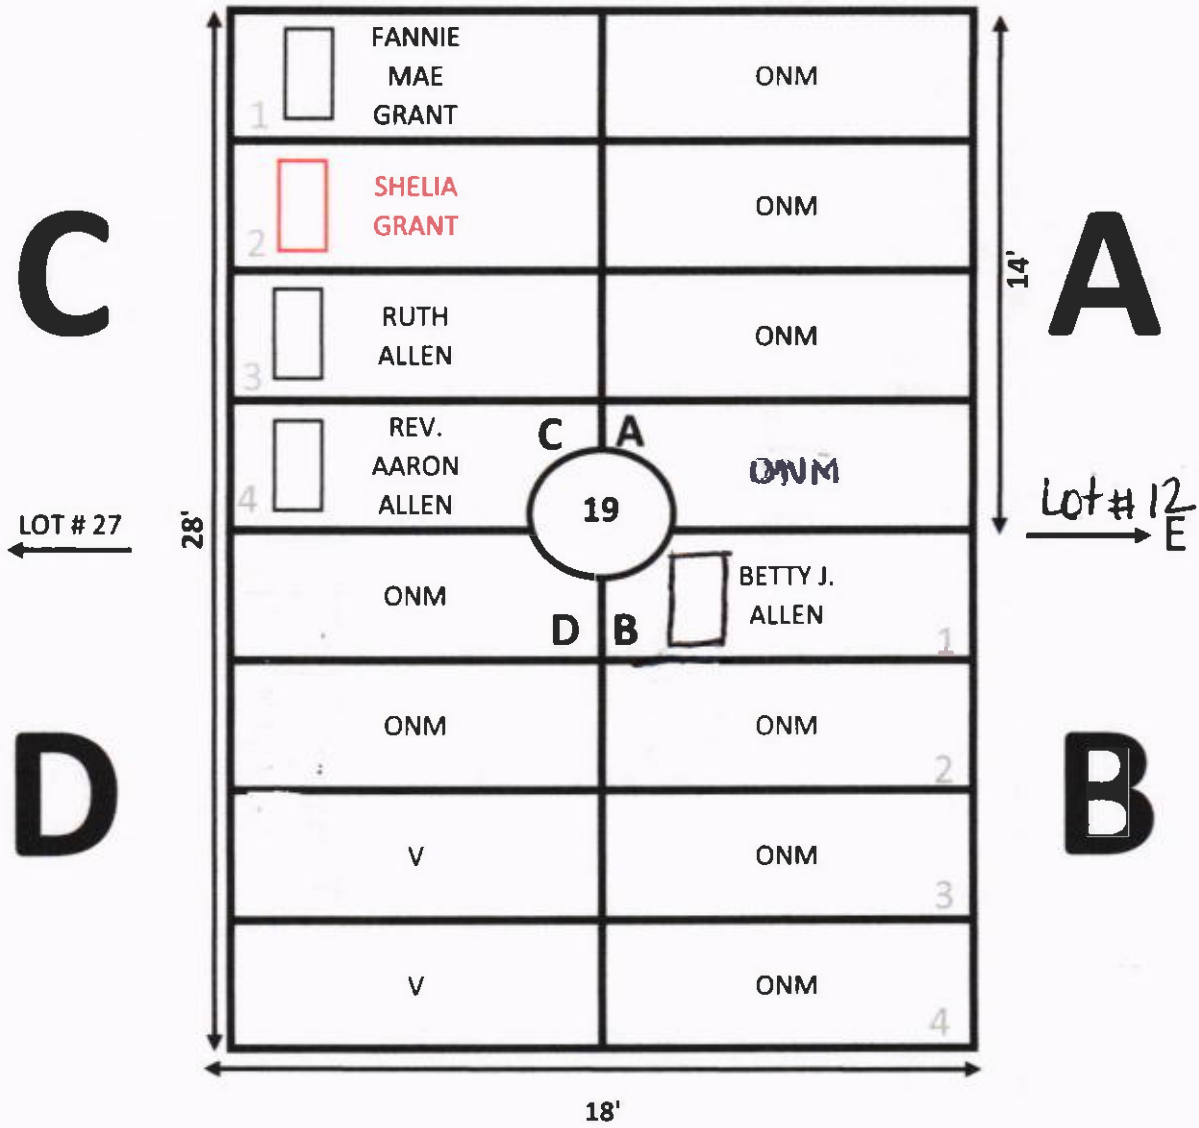 FANNIE
MAE
GRANT
1
ONM
SHELIA
GRANT
2
ONM
C
A
14'
RUTH
ALLEN
3
ONM
REV.
AARON
ALLEN
4
C A
ONM
19
LOT # 27
28'
Lot # 12
E
ONM
D B
BETTY J.
ALLEN
1
ONM
ONM
2
D
B
V
ONM
3
V
ONM
4
18'